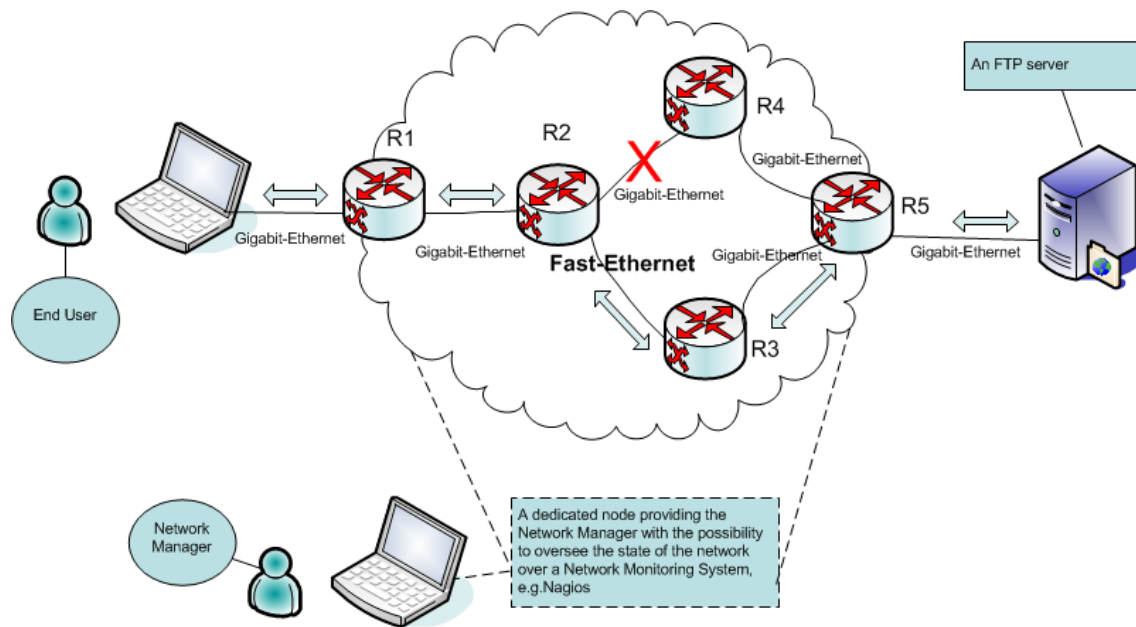 An FTP server
R4
R1
R2
Gigabit-Ethernet
Gigabit-Ethernet
R5
Gigabit-Ethernet
Gigabit-Ethernet
Gigabit-Ethernet
Gigabit-Ethernet
Fast-Ethernet
End User
R3
A dedicated node providing the
Network Manager with the possibility
to oversee the state of the network
over a Network Monitoring System,
e.g.Nagios
Network
Manager